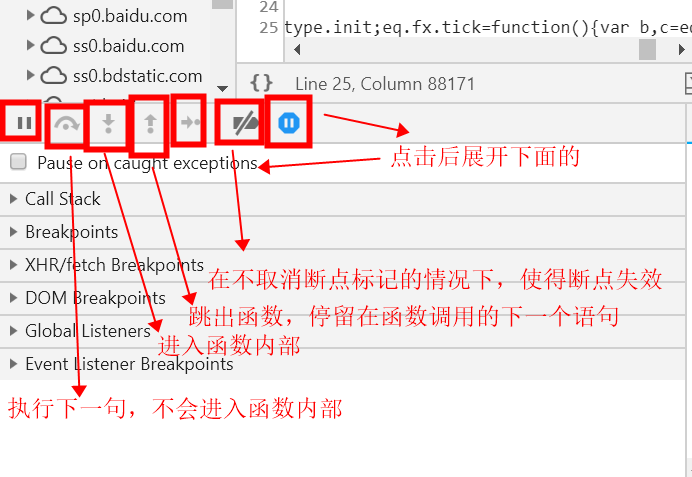 sp0.baidu.com
24
ss0.baidu.com
25
type.init;eq.fx.tick=function(){var b,c=e
ss0.bdstatic.com
{} Line 25, Column 88171
点击后展开下面的
Pause on caught exceptions
Call Stack
Breakpoints
XHR/fetch Breakpoints
在不取消断点标记的情况下，使得断点失效
DOM Breakpoints
跳出函数，停留在函数调用的下一个语句
Global Listeners
进入函数内部
Event Listener Breakpoints
执行下一句，不会进入函数内部